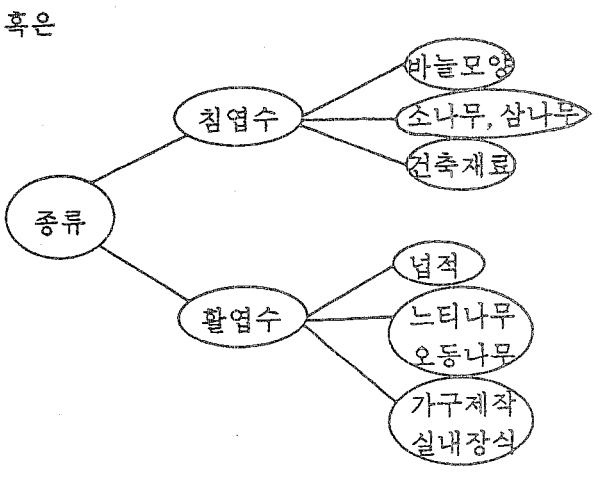 혹은
종류
침엽수
바늘모양
소나무, 삼나무
건축재료
활엽수
넓적
느티나무
오동나무
가구제작
실내장식